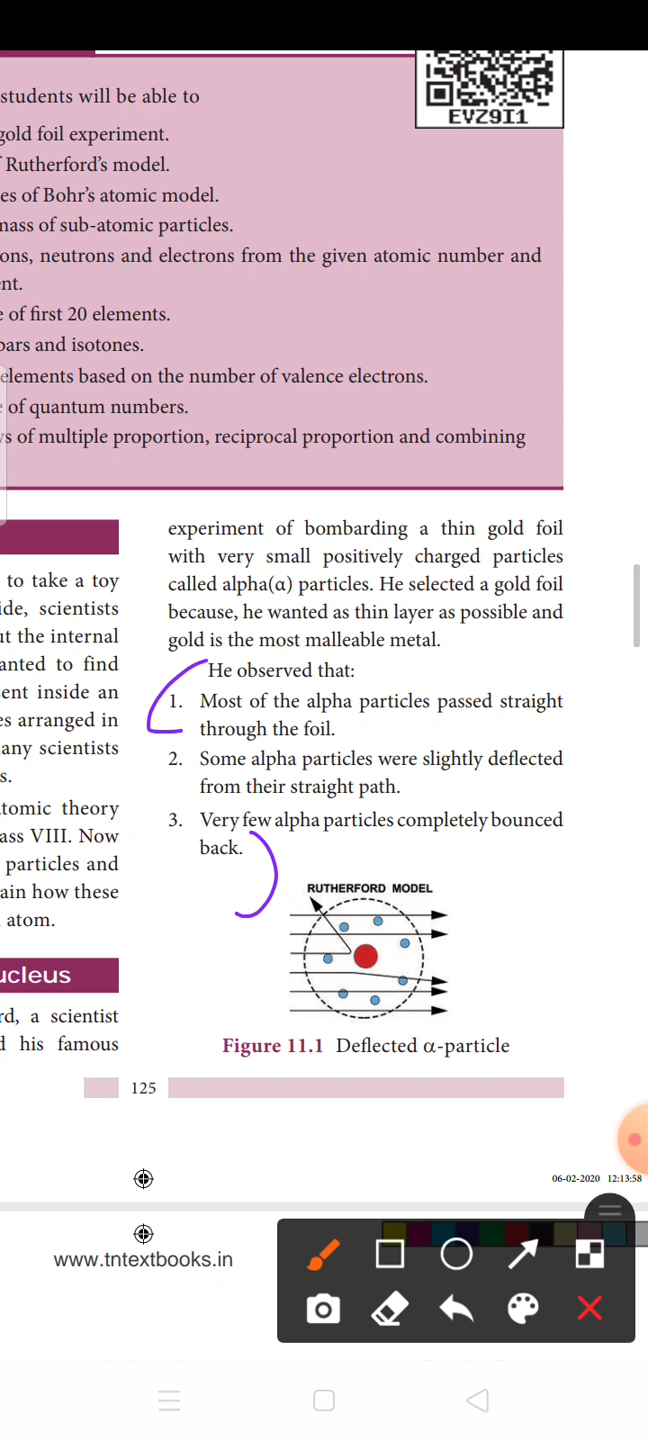 students will be able to
EVZ9I1
gold foil experiment.
Rutherford's model.
es of Bohr's atomic model.
mass of sub-atomic particles.
ons, neutrons and electrons from the given atomic number and
ent.
e of first 20 elements.
bars and isotones.
elements based on the number of valence electrons.
e of quantum numbers.
ws of multiple proportion, reciprocal proportion and combining
to take a toy
ide, scientists
ut the internal
anted to find
sent inside an
es arranged in
many scientists
s.
atomic theory
lass VIII. Now
particles and
ain how these
atom.
ucleus
rd, a scientist
d his famous
experiment of bombarding a thin gold foil
with very small positively charged particles
called alpha(α) particles. He selected a gold foil
because, he wanted as thin layer as possible and
gold is the most malleable metal.
He observed that:
1. Most of the alpha particles passed straight
through the foil.
2. Some alpha particles were slightly deflected
from their straight path.
3. Very few alpha particles completely bounced
back.
RUTHERFORD MODEL
Figure 11.1 Deflected α-particle
125
06-02-2020 12:13:58
www.tntextbooks.in